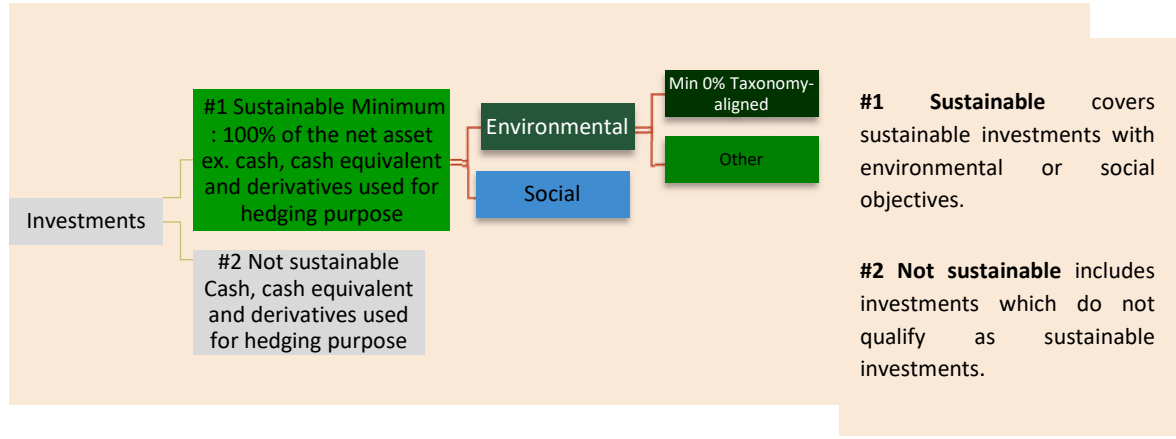 Investments
#1 Sustainable Minimum
: 100% of the net asset
ex. cash, cash equivalent
and derivatives used for
hedging purpose
#2 Not sustainable
Cash, cash equivalent
and derivatives used
for hedging purpose
Environmental
Social
Min 0% Taxonomy-
aligned
Other
#1 Sustainable covers
sustainable investments with
environmental or social
objectives.
#2 Not sustainable includes
investments which do not
qualify as sustainable
investments.